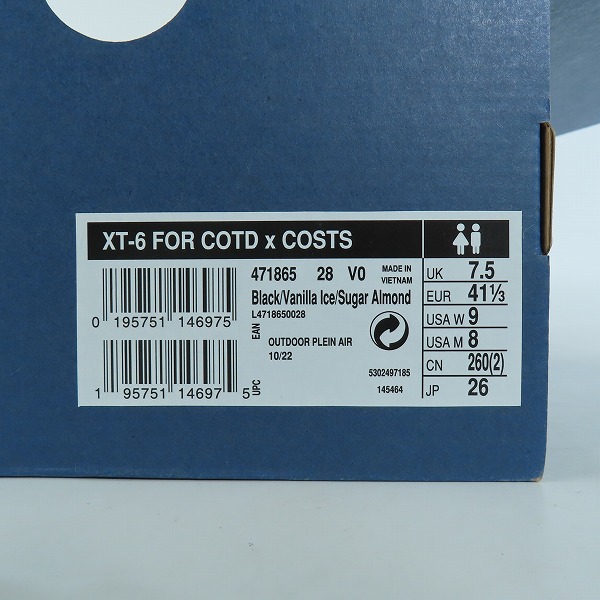 XT-6 FOR COTD x COSTS
471865 28 V0 MADE IN VIETNAM
Black/Vanilla Ice/Sugar Almond
L4718650028
0 195751 146975 EAN
OUTDOOR PLEIN AIR
10/22
5302497185
1 95751 14697 5 UPC
145464
UK 7.5
EUR 41⅓
USA W 9
USA M 8
CN 260(2)
JP 26